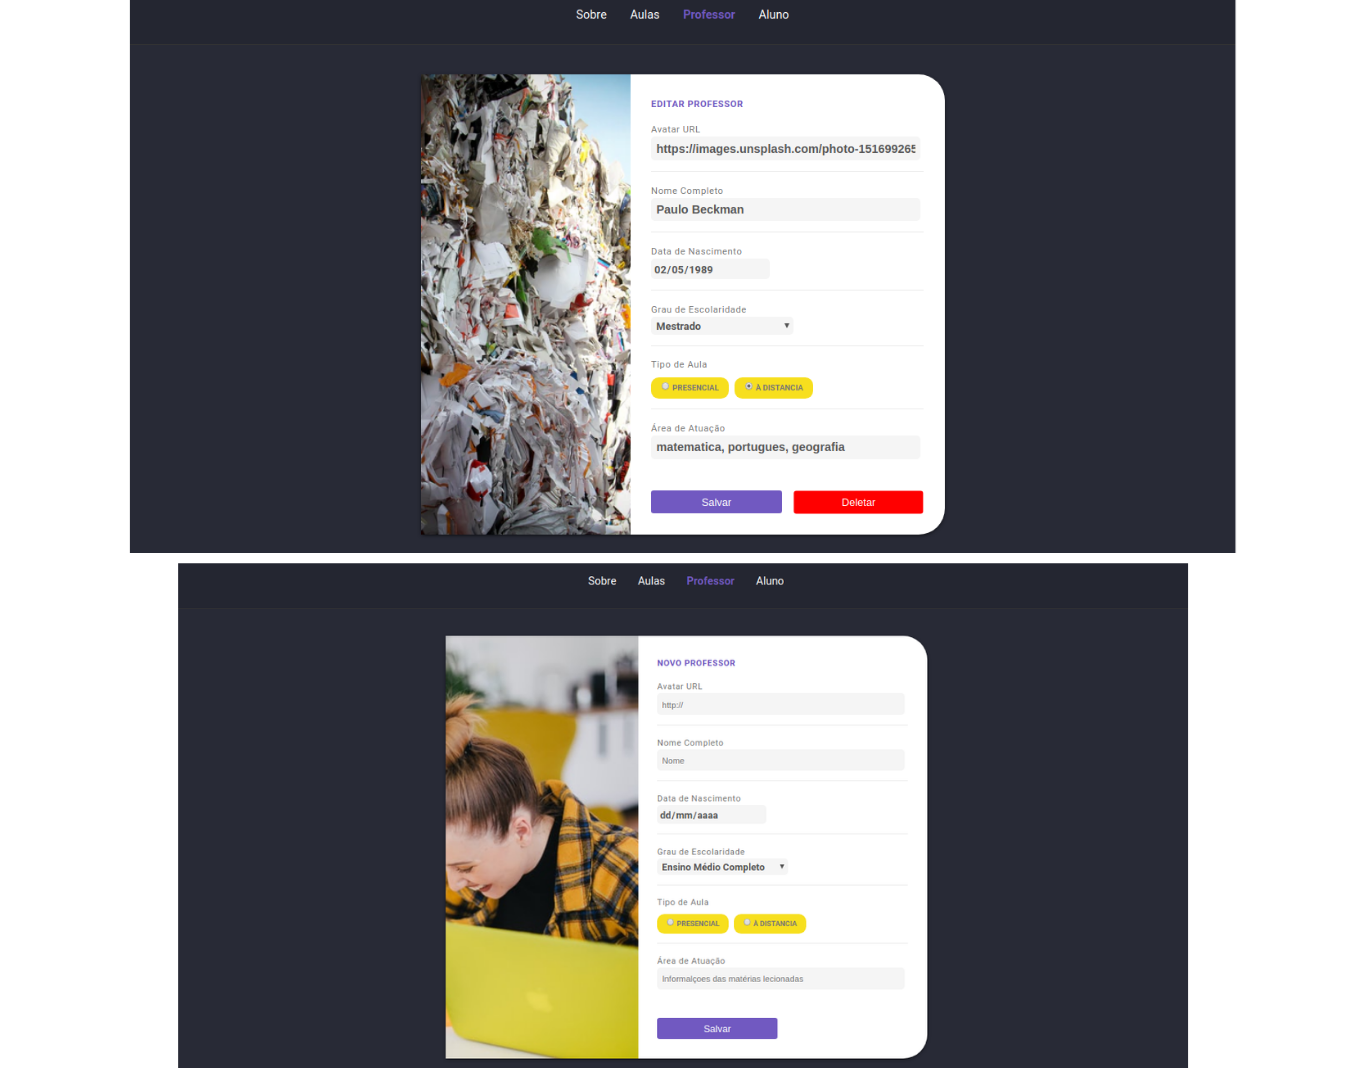 Sobre Aulas Professor Aluno
EDITAR PROFESSOR
Avatar URL
https://images.unsplash.com/photo-151699265
Nome Completo
Paulo Beckman
Data de Nascimento
02/05/1989
Grau de Escolaridade
Mestrado
Tipo de Aula
PRESENCIAL À DISTANCIA
Área de Atuação
matematica, portugues, geografia
Salvar Deletar
Sobre Aulas Professor Aluno
NOVO PROFESSOR
Avatar URL
http://
Nome Completo
Nome
Data de Nascimento
dd/mm/aaaa
Grau de Escolaridade
Ensino Médio Completo
Tipo de Aula
PRESENCIAL À DISTANCIA
Área de Atuação
Informalçoes das matérias lecionadas
Salvar